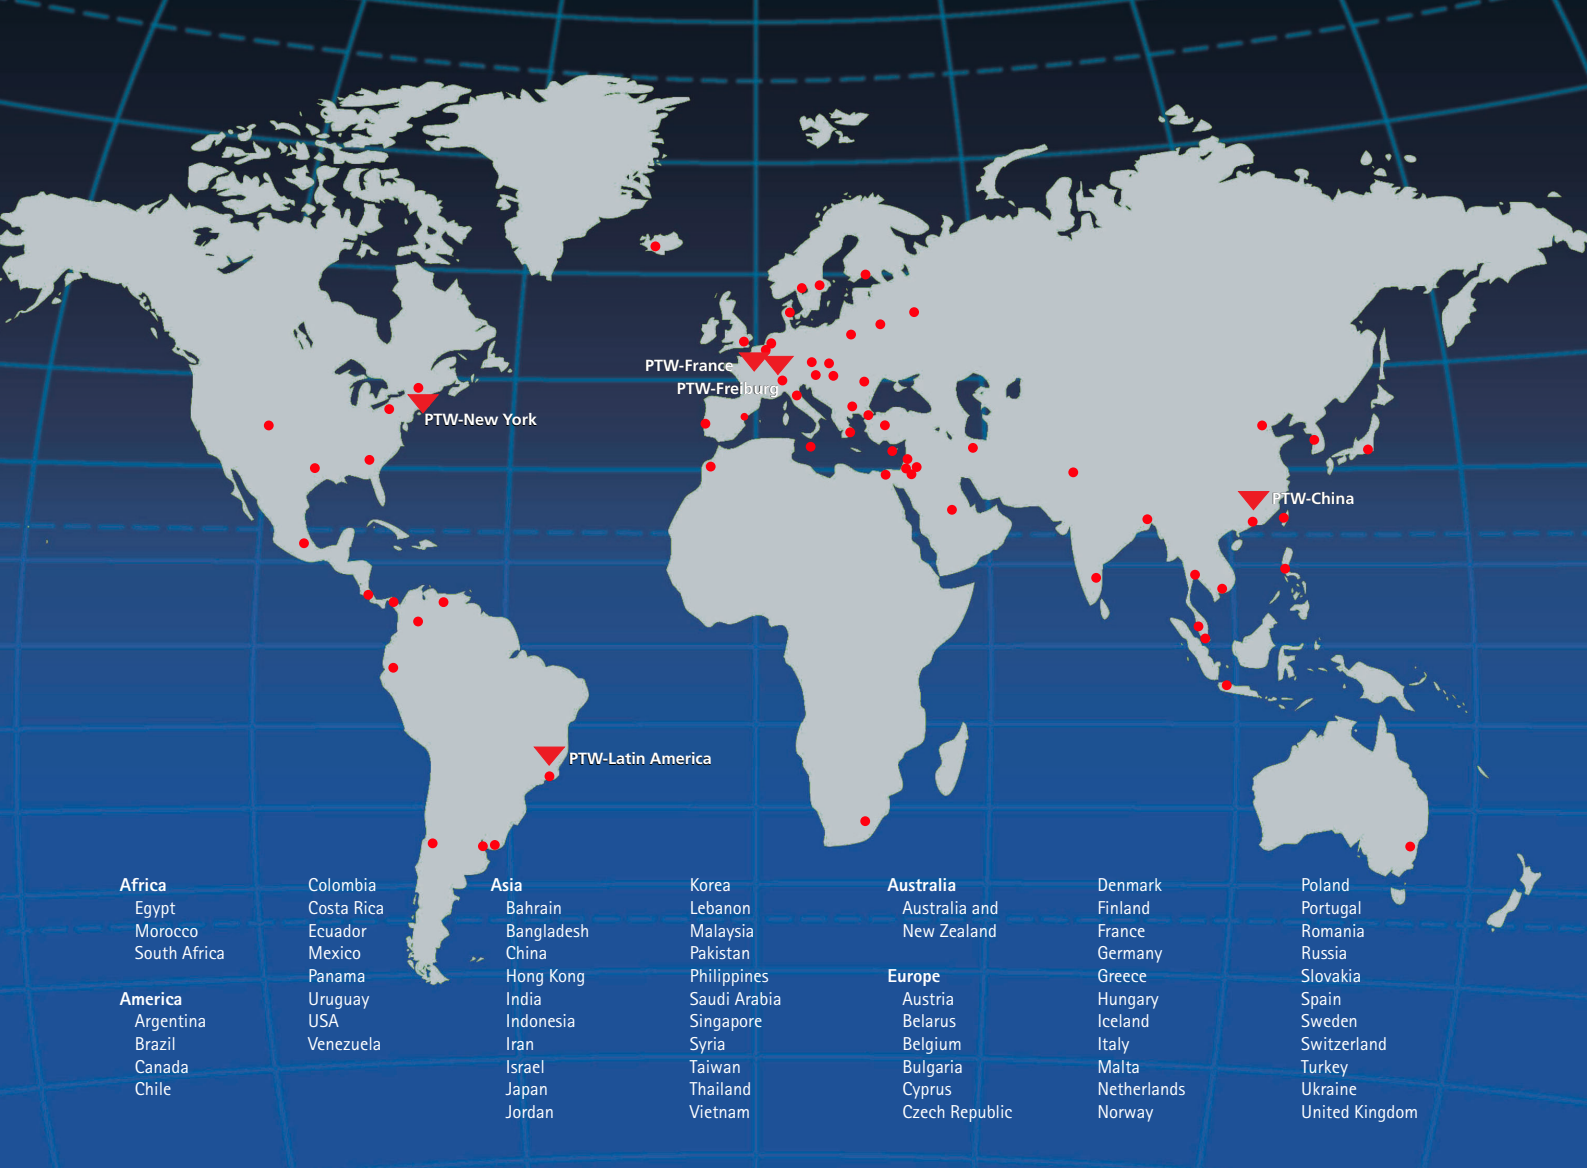 PTW-France
PTW-Freiburg
PTW-New York
PTW-China
PTW-Latin America
Africa
Egypt
Morocco
South Africa
America
Argentina
Brazil
Canada
Chile
Colombia
Costa Rica
Ecuador
Mexico
Panama
Uruguay
USA
Venezuela
Asia
Bahrain
Bangladesh
China
Hong Kong
India
Indonesia
Iran
Israel
Japan
Jordan
Korea
Lebanon
Malaysia
Pakistan
Philippines
Saudi Arabia
Singapore
Syria
Taiwan
Thailand
Vietnam
Australia
Australia and
New Zealand
Europe
Austria
Belarus
Belgium
Bulgaria
Cyprus
Czech Republic
Denmark
Finland
France
Germany
Greece
Hungary
Iceland
Italy
Malta
Netherlands
Norway
Poland
Portugal
Romania
Russia
Slovakia
Spain
Sweden
Switzerland
Turkey
Ukraine
United Kingdom